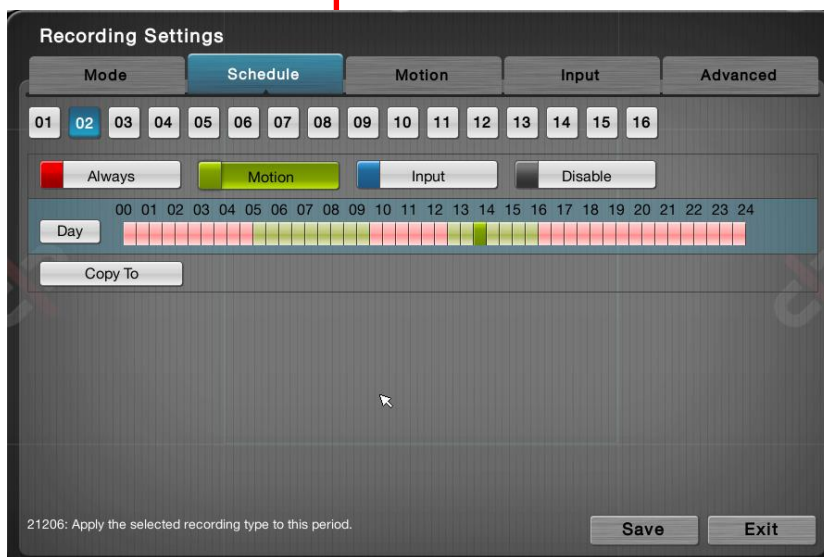 Recording Settings
Mode Schedule Motion Input Advanced
01 02 03 04 05 06 07 08 09 10 11 12 13 14 15 16
Always Motion Input Disable
00 01 02 03 04 05 06 07 08 09 10 11 12 13 14 15 16 17 18 19 20 21 22 23 24
Day
Copy To
21206: Apply the selected recording type to this period.
Save Exit